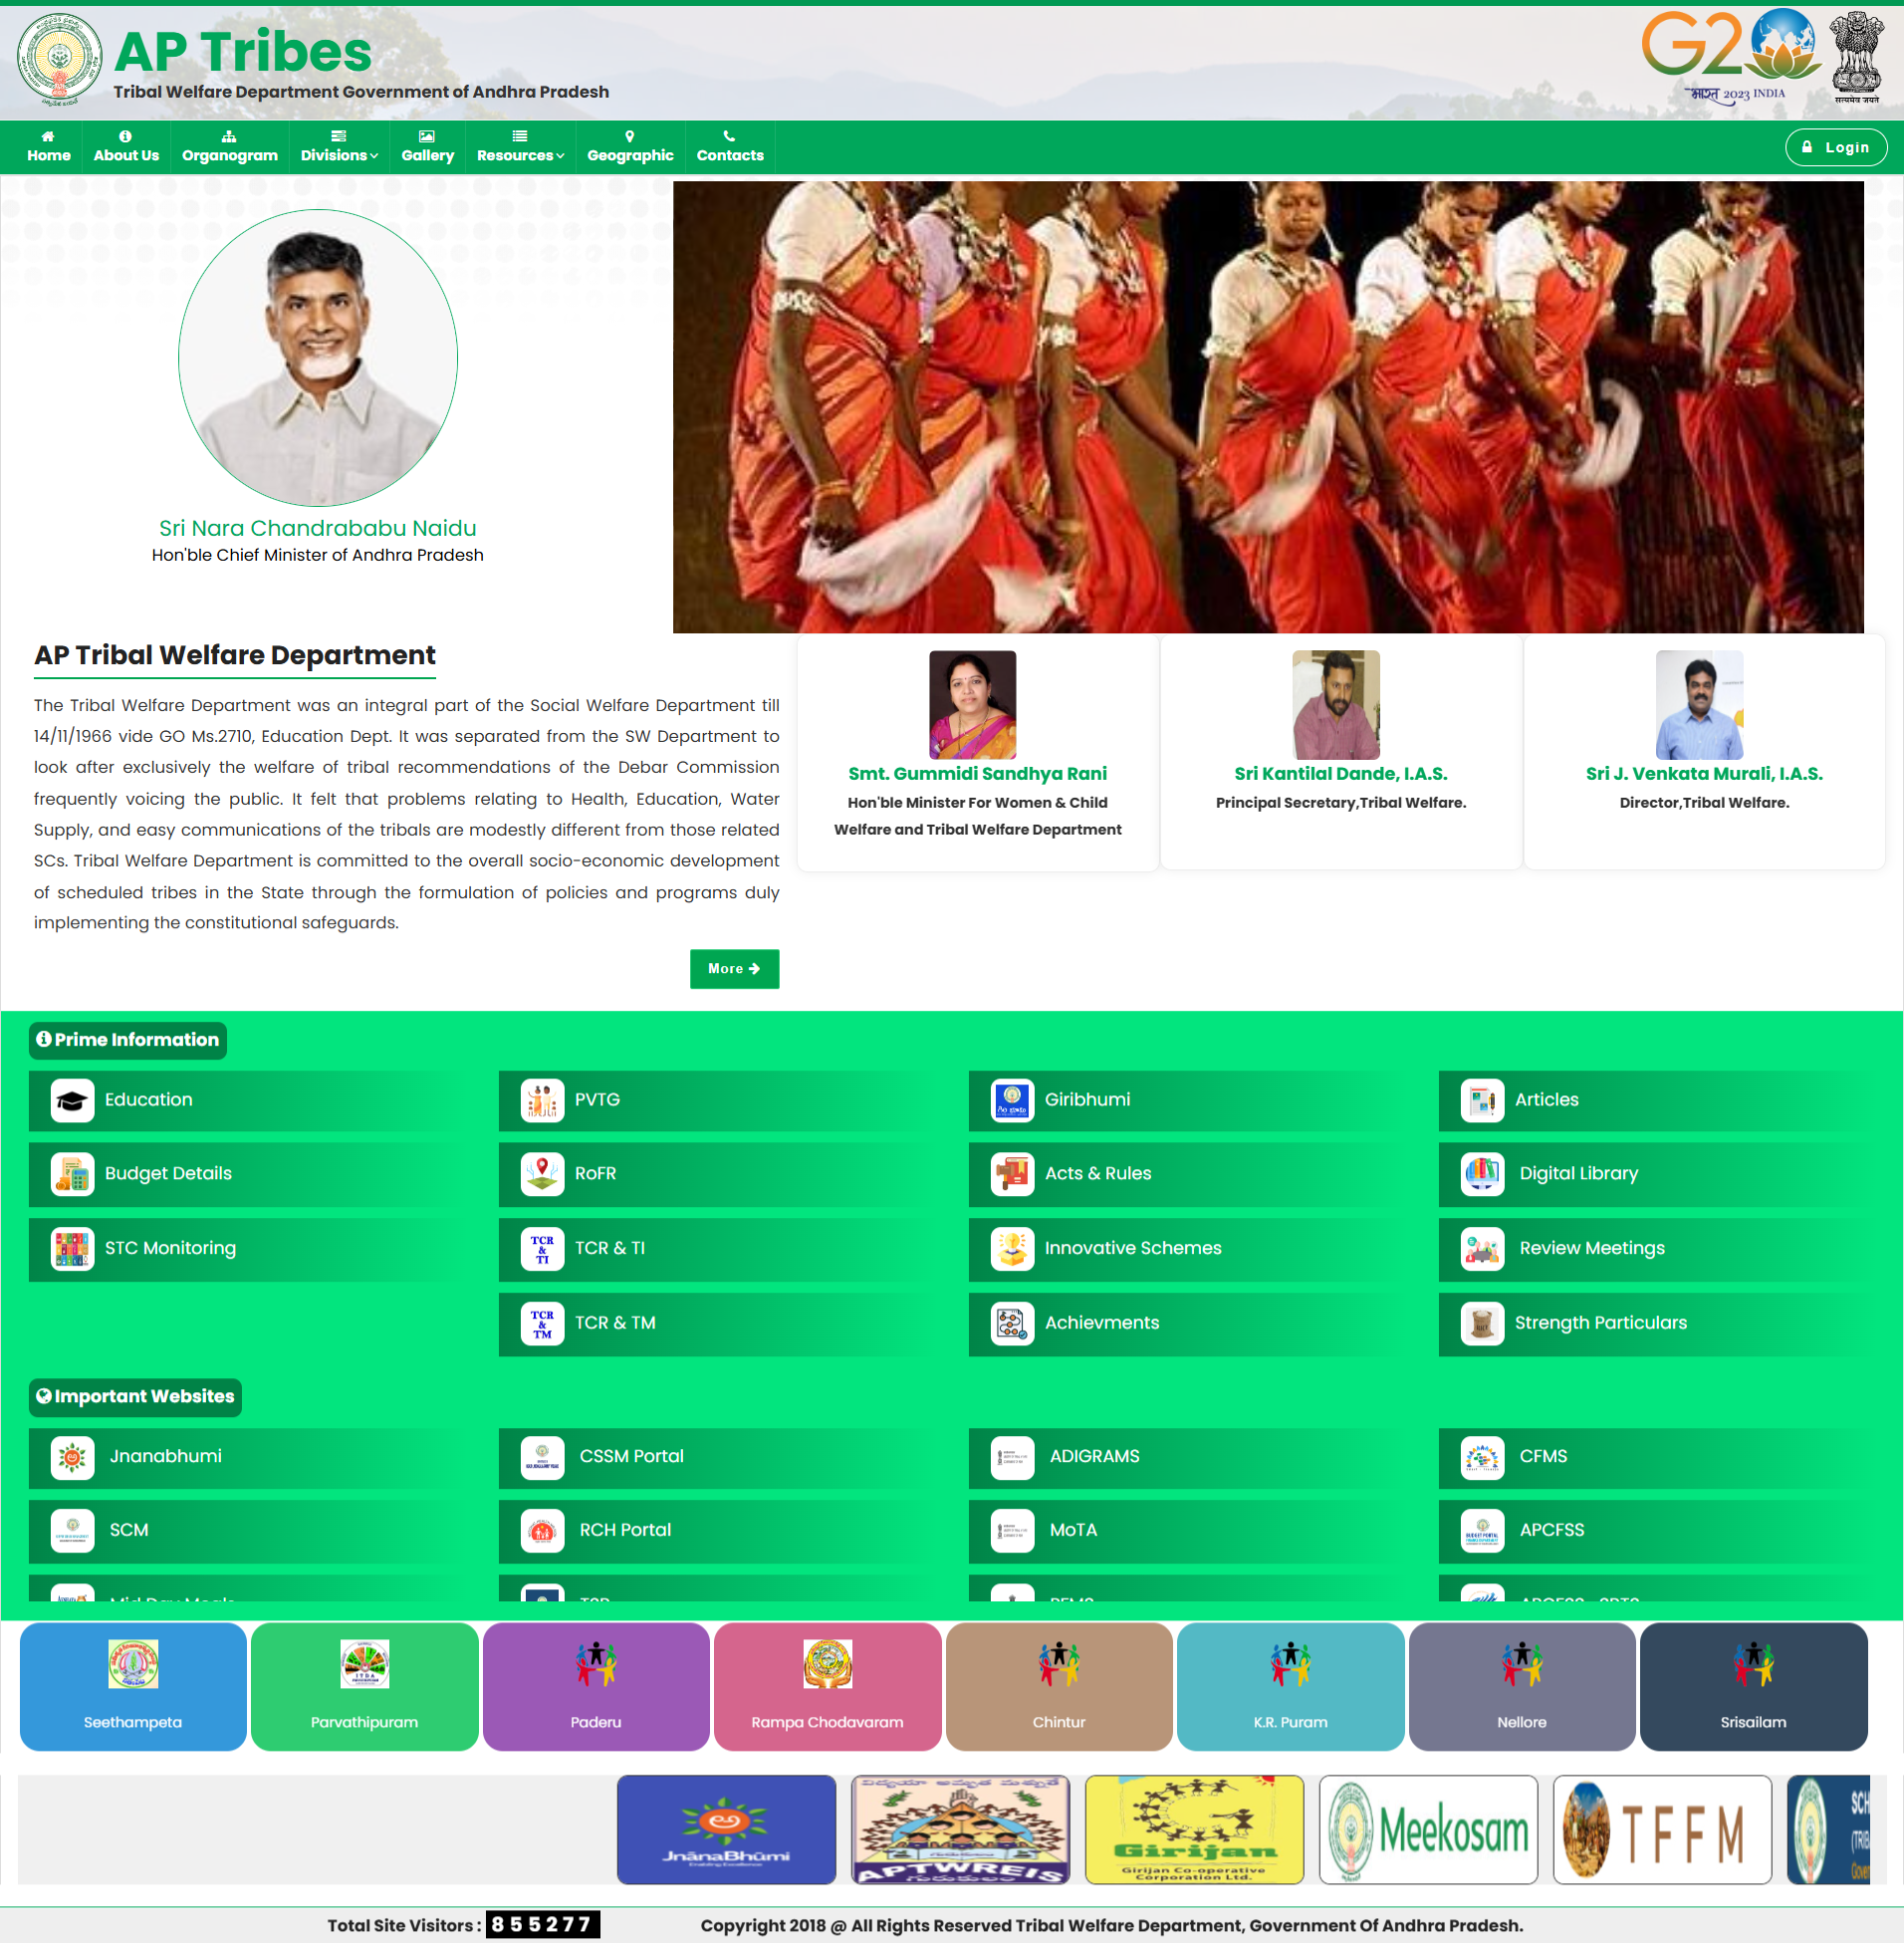 AP Tribes
Tribal Welfare Department Government of Andhra Pradesh
G20
भारत 2023 INDIA
सत्यमेव जयते
Home
About Us
Organogram
Divisions
Gallery
Resources
Geographic
Contacts
Login
Sri Nara Chandrababu Naidu
Hon'ble Chief Minister of Andhra Pradesh
AP Tribal Welfare Department
The Tribal Welfare Department was an integral part of the Social Welfare Department till
14/11/1966 vide GO Ms.2710, Education Dept. It was separated from the SW Department to
look after exclusively the welfare of tribal recommendations of the Debar Commission
frequently voicing the public. It felt that problems relating to Health, Education, Water
Supply, and easy communications of the tribals are modestly different from those related
SCs. Tribal Welfare Department is committed to the overall socio-economic development
of scheduled tribes in the State through the formulation of policies and programs duly
implementing the constitutional safeguards.
More
Smt. Gummidi Sandhya Rani
Hon'ble Minister For Women & Child
Welfare and Tribal Welfare Department
Sri Kantilal Dande, I.A.S.
Principal Secretary,Tribal Welfare.
Sri J. Venkata Murali, I.A.S.
Director,Tribal Welfare.
Prime Information
Education
PVTG
Giribhumi
Articles
Budget Details
RoFR
Acts & Rules
Digital Library
STC Monitoring
TCR & TI
TCR & TI
Innovative Schemes
Review Meetings
TCR & TM
TCR & TM
Achievments
Strength Particulars
Important Websites
Jnanabhumi
CSSM Portal
ADIGRAMS
CFMS
SCM
RCH Portal
MoTA
APCFSS
Seethampeta
Parvathipuram
Paderu
Rampa Chodavaram
Chintur
K.R. Puram
Nellore
Srisailam
JnānaBhūmi
Enabling Excellence
APTWREIS
గురుకులం
Girijan
Girijan Co-operative
Corporation Ltd.
Meekosam
TFFM
SCH
(TRIB
Gover
Total Site Visitors : 855277
Copyright 2018 @ All Rights Reserved Tribal Welfare Department, Government Of Andhra Pradesh.